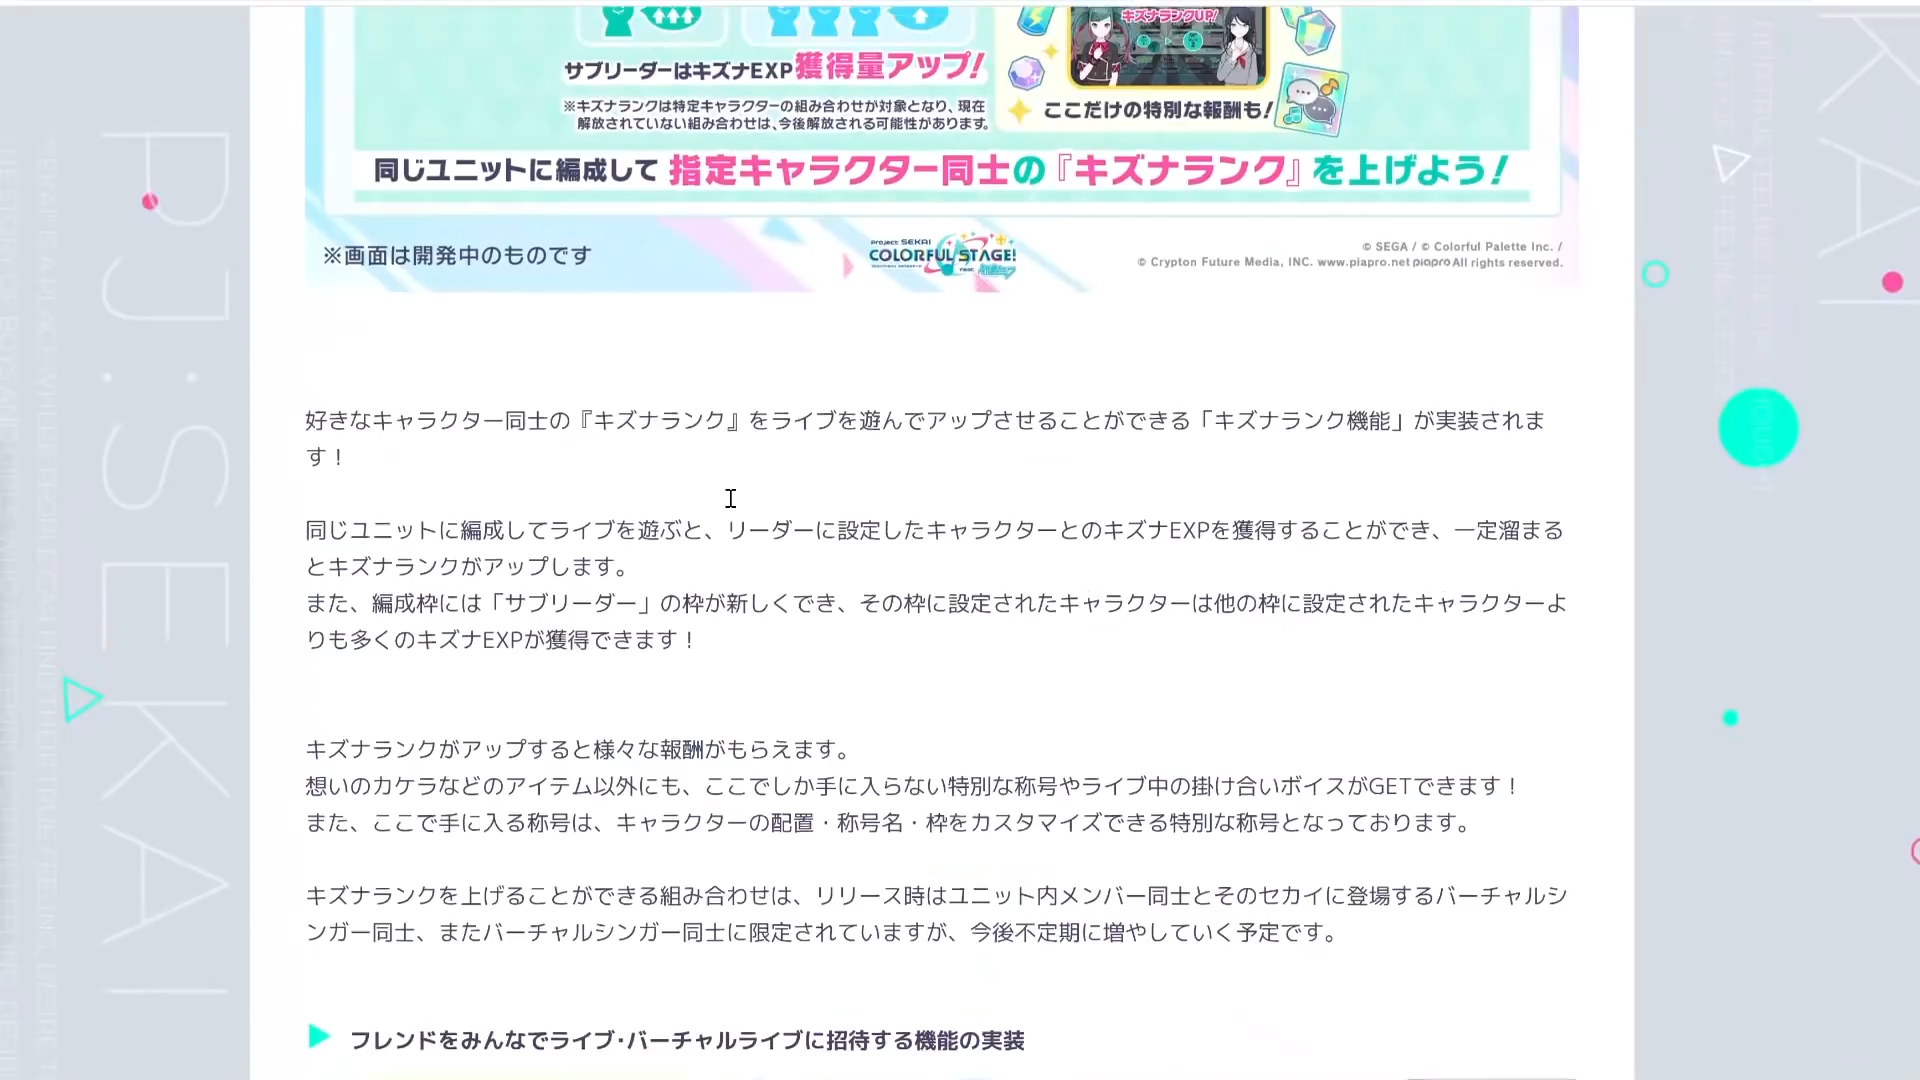 キズナランクUP!
サブリーダーはキズナEXP獲得量アップ!
※キズナランクは特定キャラクターの組み合わせが対象となり、現在
解放されていない組み合わせは、今後解放される可能性があります。
ここだけの特別な報酬も!
同じユニットに編成して 指定キャラクター同士の『キズナランク』を上げよう!
※画面は開発中のものです
PROJECT SEKAI
COLORFUL STAGE!
feat. 初音ミク
© SEGA / © Colorful Palette Inc. /
© Crypton Future Media, INC. www.piapro.net piapro All rights reserved.
好きなキャラクター同士の『キズナランク』をライブを遊んでアップさせることができる「キズナランク機能」が実装されま
す！
同じユニットに編成してライブを遊ぶと、リーダーに設定したキャラクターとのキズナEXPを獲得することができ、一定溜まる
とキズナランクがアップします。
また、編成枠には「サブリーダー」の枠が新しくでき、その枠に設定されたキャラクターは他の枠に設定されたキャラクターよ
りも多くのキズナEXPが獲得できます！
キズナランクがアップすると様々な報酬がもらえます。
想いのカケラなどのアイテム以外にも、ここでしか手に入らない特別な称号やライブ中の掛け合いボイスがGETできます！
また、ここで手に入る称号は、キャラクターの配置・称号名・枠をカスタマイズできる特別な称号となっております。
キズナランクを上げることができる組み合わせは、リリース時はユニット内メンバー同士とそのセカイに登場するバーチャルシ
ンガー同士、またバーチャルシンガー同士に限定されていますが、今後不定期に増やしていく予定です。
フレンドをみんなでライブ・バーチャルライブに招待する機能の実装
PJ:SEKAI
KAI